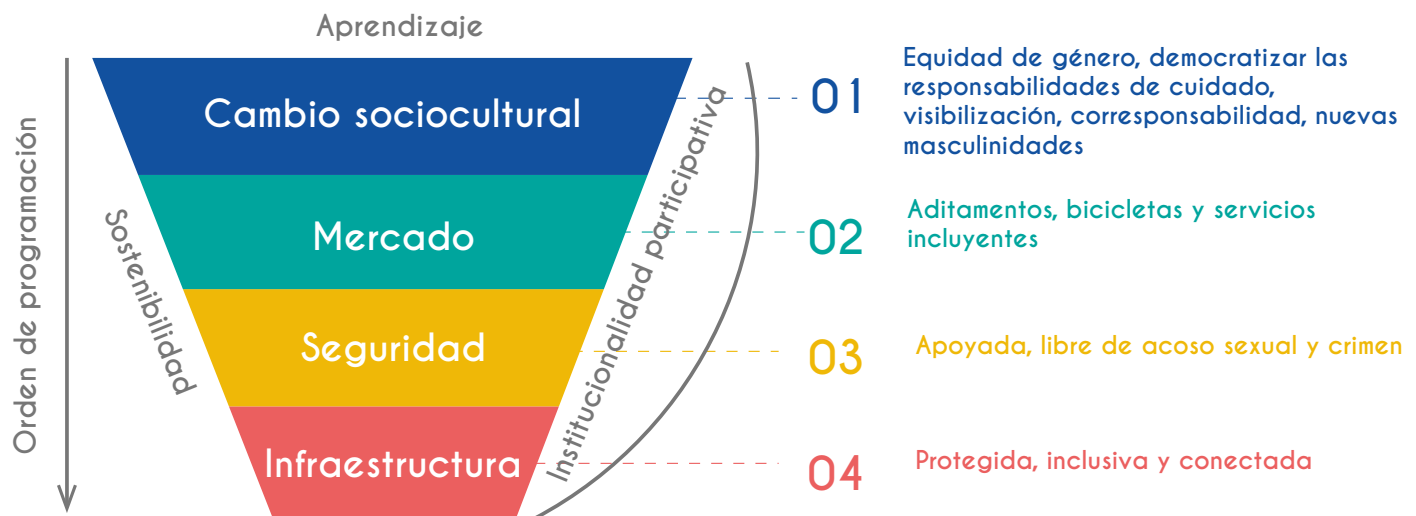 Aprendizaje
Orden de programación
Sostenibilidad
Institucionalidad participativa
Cambio sociocultural
01
Equidad de género, democratizar las
responsabilidades de cuidado,
visibilización, corresponsabilidad, nuevas
masculinidades
Mercado
02
Aditamentos, bicicletas y servicios
incluyentes
Seguridad
03
Apoyada, libre de acoso sexual y crimen
Infraestructura
04
Protegida, inclusiva y conectada